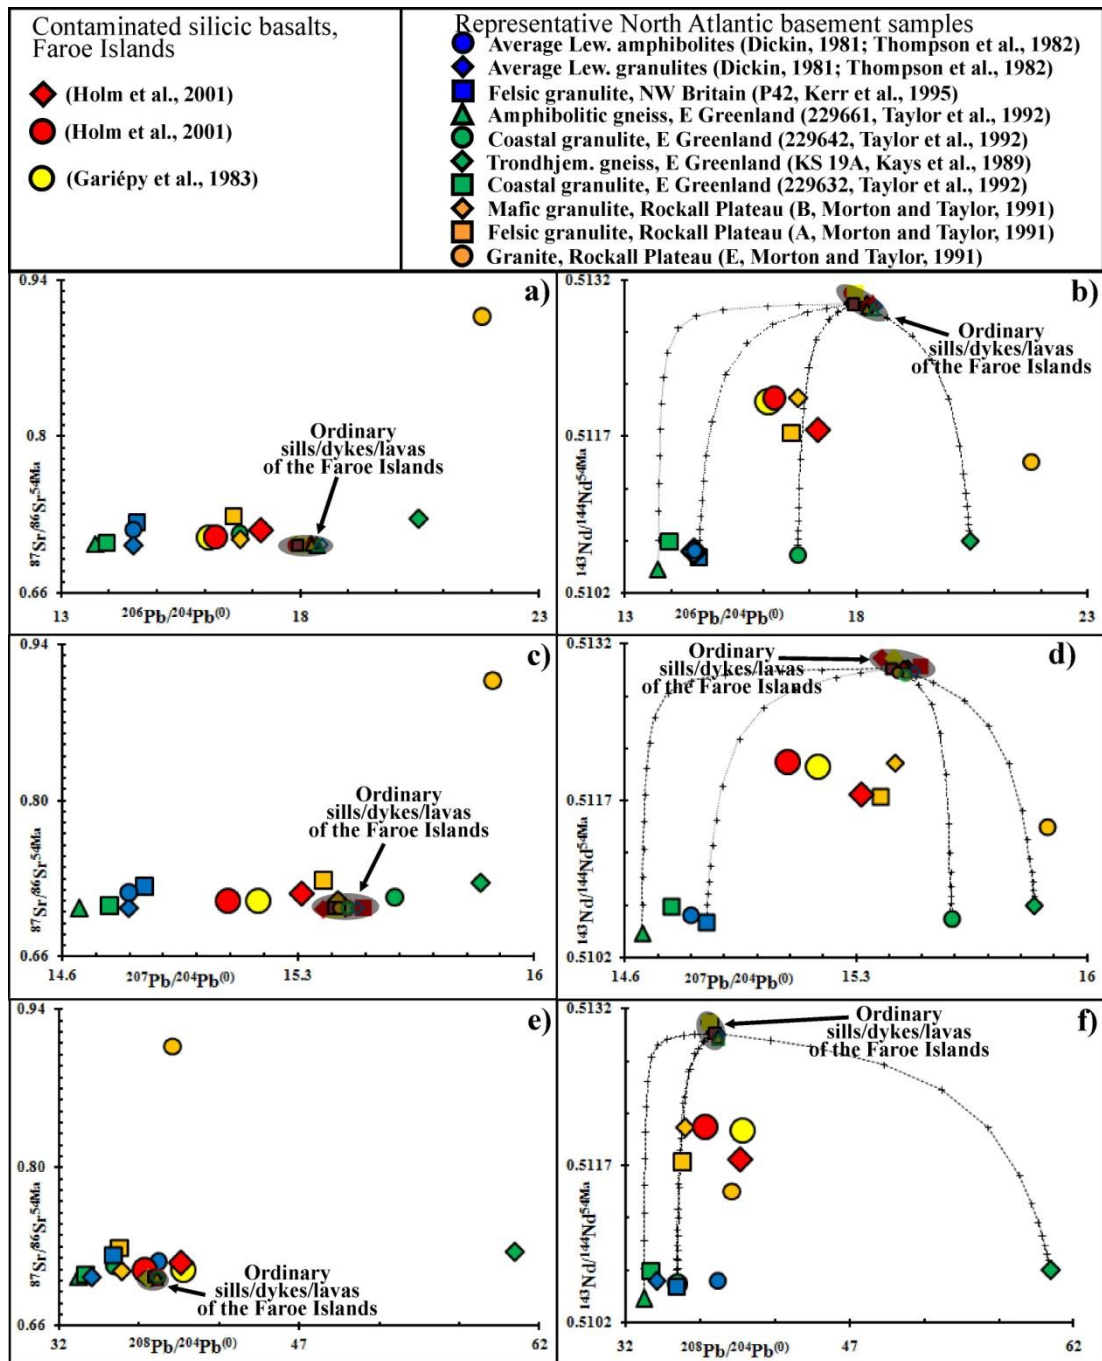 Contaminated silicic basalts,
Faroe Islands
(Holm et al., 2001)
(Holm et al., 2001)
(Gariépy et al., 1983)
Representative North Atlantic basement samples
Average Lew. amphibolites (Dickin, 1981; Thompson et al., 1982)
Average Lew. granulites (Dickin, 1981; Thompson et al., 1982)
Felsic granulite, NW Britain (P42, Kerr et al., 1995)
Amphibolitic gneiss, E Greenland (229661, Taylor et al., 1992)
Coastal granulite, E Greenland (229642, Taylor et al., 1992)
Trondhjem. gneiss, E Greenland (KS 19A, Kays et al., 1989)
Coastal granulite, E Greenland (229632, Taylor et al., 1992)
Mafic granulite, Rockall Plateau (B, Morton and Taylor, 1991)
Felsic granulite, Rockall Plateau (A, Morton and Taylor, 1991)
Granite, Rockall Plateau (E, Morton and Taylor, 1991)
0.94
a)
0.8
Ordinary
sills/dykes/lavas
of the Faroe Islands
87Sr/86Sr54Ma
0.66
13
206Pb/204Pb(0)
18
23
0.5132
b)
Ordinary
sills/dykes/lavas
of the Faroe Islands
0.5117
143Nd/144Nd54Ma
0.5102
13
206Pb/204Pb(0)
18
23
0.94
c)
0.80
Ordinary
sills/dykes/lavas
of the Faroe Islands
87Sr/86Sr54Ma
0.66
14.6
207Pb/204Pb(0)
15.3
16
0.5132
d)
Ordinary
sills/dykes/lavas
of the Faroe Islands
0.5117
143Nd/144Nd54Ma
0.5102
14.6
207Pb/204Pb(0)
15.3
16
0.94
e)
0.80
87Sr/86Sr54Ma
Ordinary
sills/dykes/lavas
of the Faroe Islands
0.66
32
208Pb/204Pb(0)
47
62
0.5132
f)
Ordinary
sills/dykes/lavas
of the Faroe Islands
0.5117
143Nd/144Nd54Ma
0.5102
32
208Pb/204Pb(0)
47
62